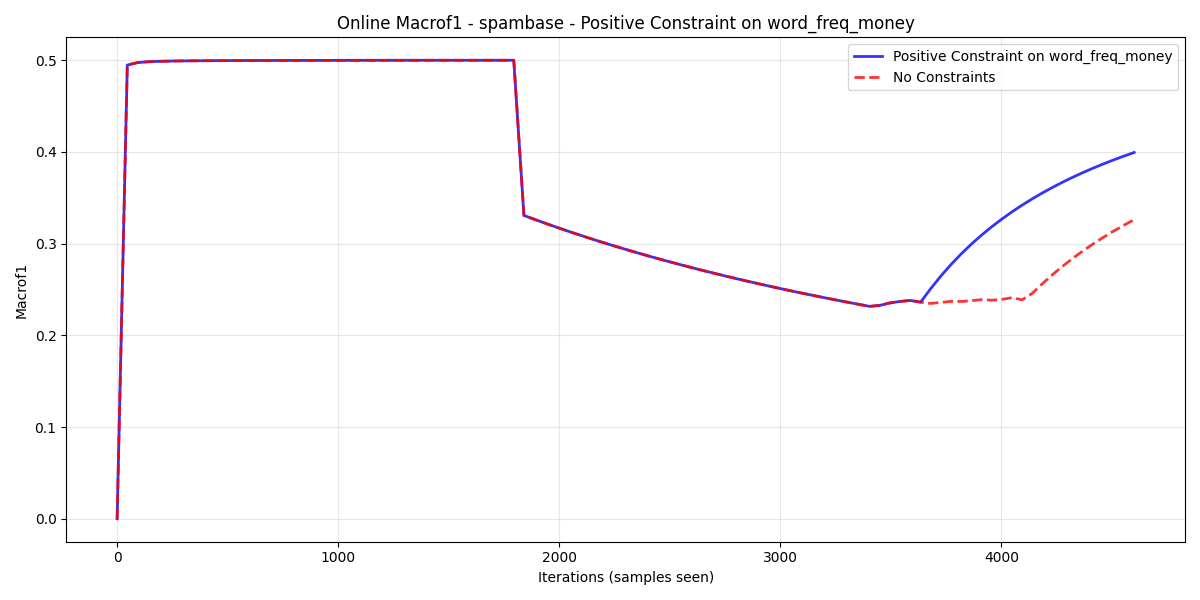 Online Macrof1 - spambase - Positive Constraint on word_freq_money
Positive Constraint on word_freq_money
No Constraints
Macrof1
0.5
0.4
0.3
0.2
0.1
0.0
0 1000 2000 3000 4000
Iterations (samples seen)